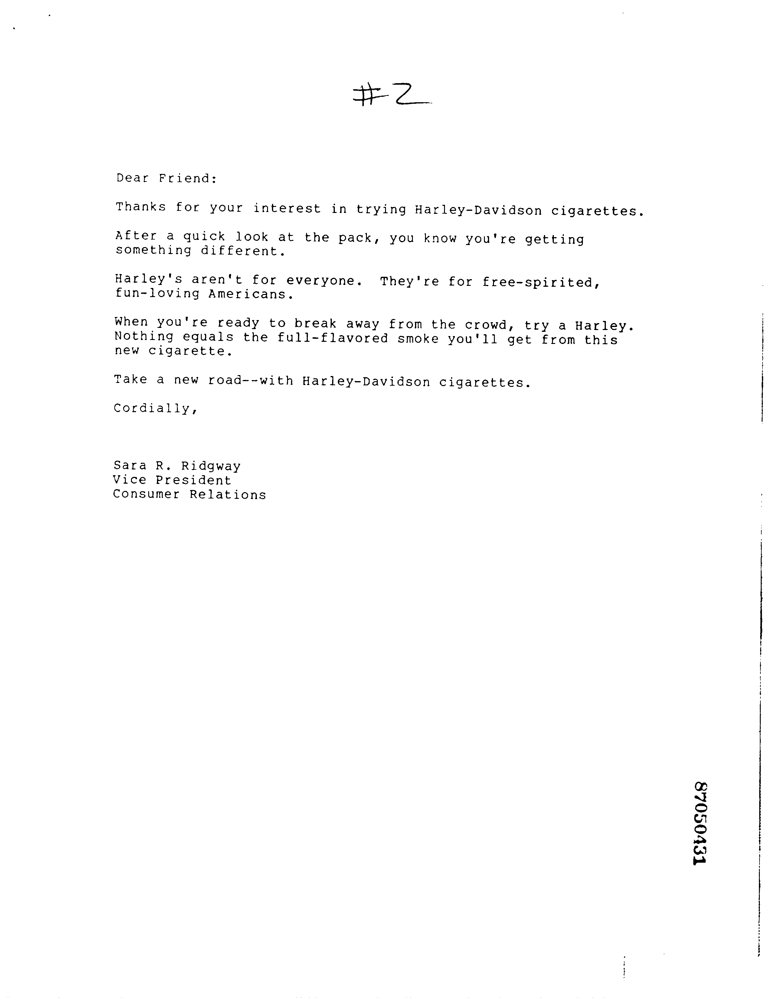 #2
Dear Friend:
Thanks for your interest in trying Harley-Davidson cigarettes.
After a quick look at the pack, you know you're getting
something different.
Harley's aren't for everyone.  They're for free-spirited,
fun-loving Americans.
When you're ready to break away from the crowd, try a Harley.
Nothing equals the full-flavored smoke you'll get from this
new cigarette.
Take a new road--with Harley-Davidson cigarettes.
Cordially,
Sara R. Ridgway
Vice President
Consumer Relations
87050431